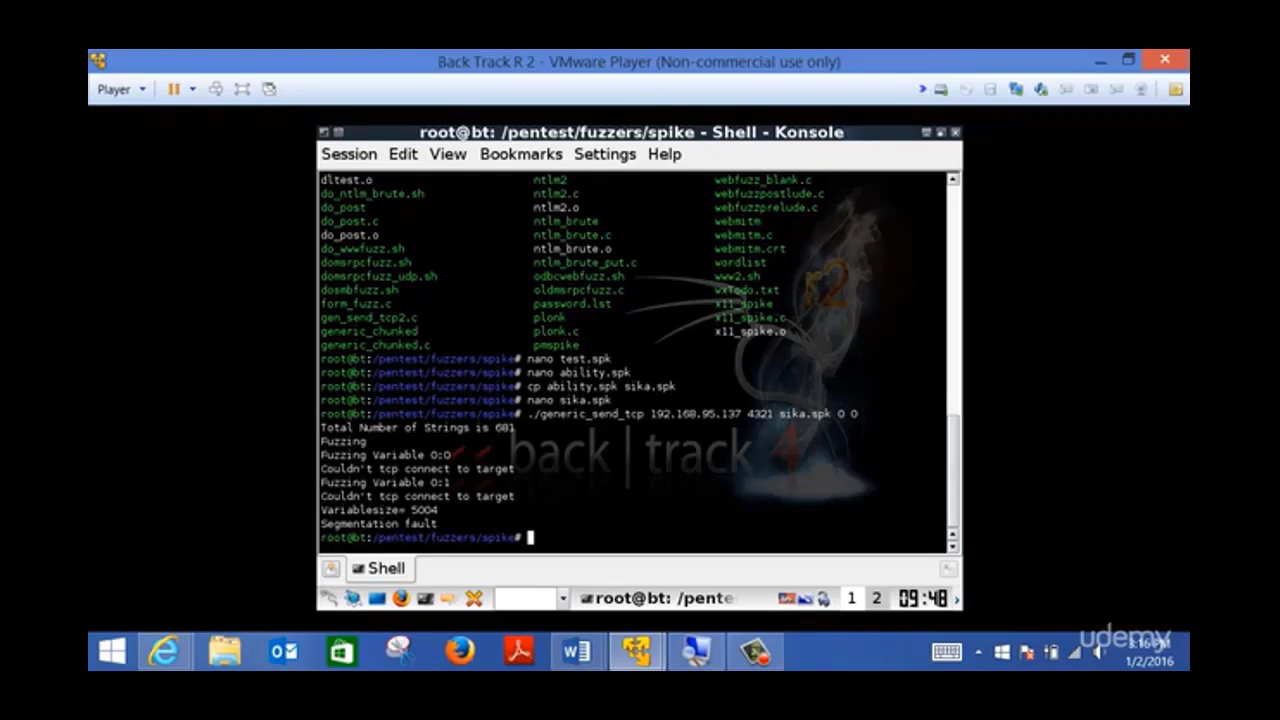 Back Track R 2 - VMware Player (Non-commercial use only)
Player
root@bt: /pentest/fuzzers/spike - Shell - Konsole
Session Edit View Bookmarks Settings Help
dltest.o ntlm2 webfuzz_blank.c
do_ntlm_brute.sh ntlm2.c webfuzzpostlude.c
do_post ntlm2.o webfuzzprelude.c
do_post.c ntlm_brute webmitm
do_post.o ntlm_brute.c webmitm.c
do_wwwfuzz.sh ntlm_brute.o webmitm.crt
domsrpcfuzz.sh ntlm_brute_put.c wordlist
domsrpcfuzz_udp.sh odbcwebfuzz.sh www2.sh
dosmbfuzz.sh oldmsrpcfuzz.c wxTodo.txt
form_fuzz.c password.lst x11_spike
gen_send_tcp2.c plonk x11_spike.c
generic_chunked plonk.c x11_spike.o
generic_chunked.c pmspike
root@bt:/pentest/fuzzers/spike# nano test.spk
root@bt:/pentest/fuzzers/spike# nano ability.spk
root@bt:/pentest/fuzzers/spike# cp ability.spk sika.spk
root@bt:/pentest/fuzzers/spike# nano sika.spk
root@bt:/pentest/fuzzers/spike# ./generic_send_tcp 192.168.95.137 4321 sika.spk 0 0
Total Number of Strings is 681
Fuzzing
Fuzzing Variable 0:0
Couldn't tcp connect to target
Fuzzing Variable 0:1
Couldn't tcp connect to target
Variablesize= 5004
Segmentation fault
root@bt:/pentest/fuzzers/spike#
r2
back | track 4
Shell
root@bt: /pente
1 2 09:48
udemy
1/2/2016